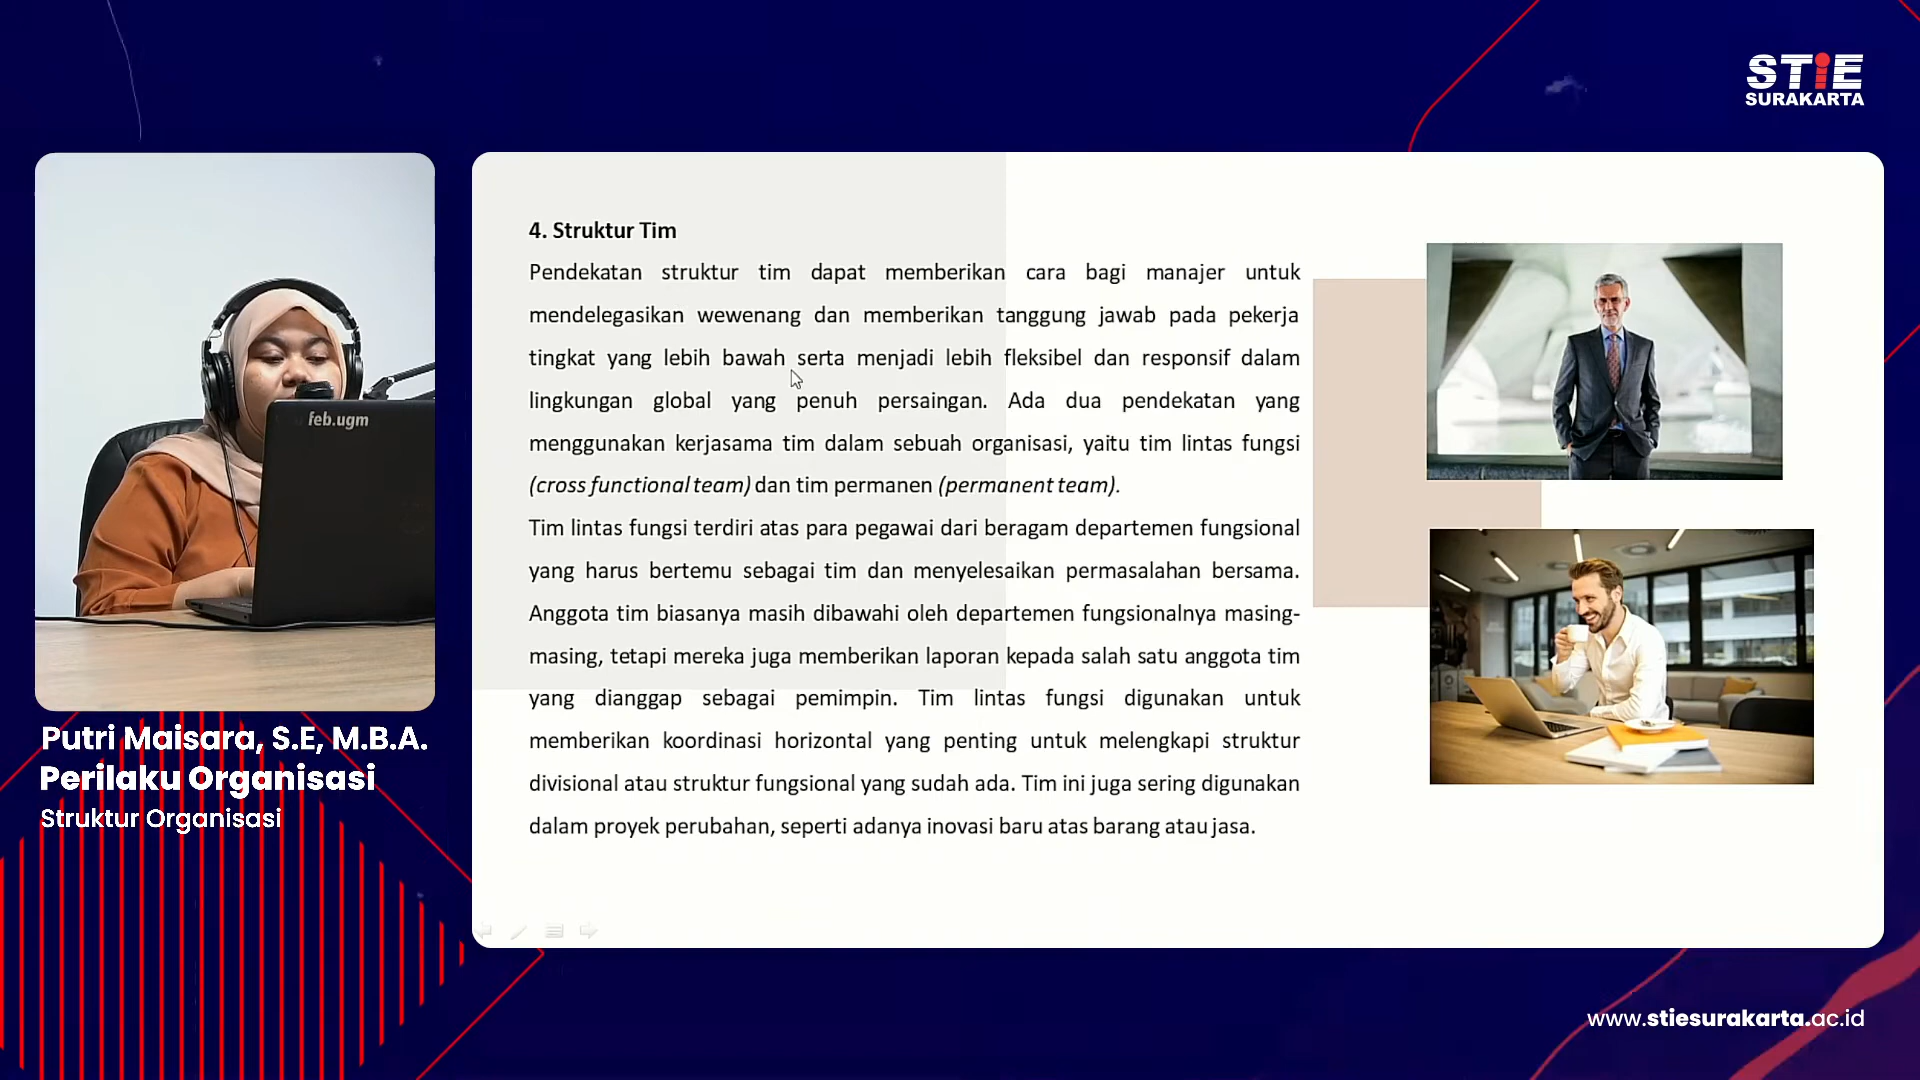 STiE
SURAKARTA
feb.ugm
4. Struktur Tim
Pendekatan struktur tim dapat memberikan cara bagi manajer untuk
mendelegasikan wewenang dan memberikan tanggung jawab pada pekerja
tingkat yang lebih bawah serta menjadi lebih fleksibel dan responsif dalam
lingkungan global yang penuh persaingan. Ada dua pendekatan yang
menggunakan kerjasama tim dalam sebuah organisasi, yaitu tim lintas fungsi
(cross functional team) dan tim permanen (permanent team).
Tim lintas fungsi terdiri atas para pegawai dari beragam departemen fungsional
yang harus bertemu sebagai tim dan menyelesaikan permasalahan bersama.
Anggota tim biasanya masih dibawahi oleh departemen fungsionalnya masing-
masing, tetapi mereka juga memberikan laporan kepada salah satu anggota tim
yang dianggap sebagai pemimpin. Tim lintas fungsi digunakan untuk
memberikan koordinasi horizontal yang penting untuk melengkapi struktur
divisional atau struktur fungsional yang sudah ada. Tim ini juga sering digunakan
dalam proyek perubahan, seperti adanya inovasi baru atas barang atau jasa.
Putri Maisara, S.E, M.B.A.
Perilaku Organisasi
Struktur Organisasi
www.stiesurakarta.ac.id